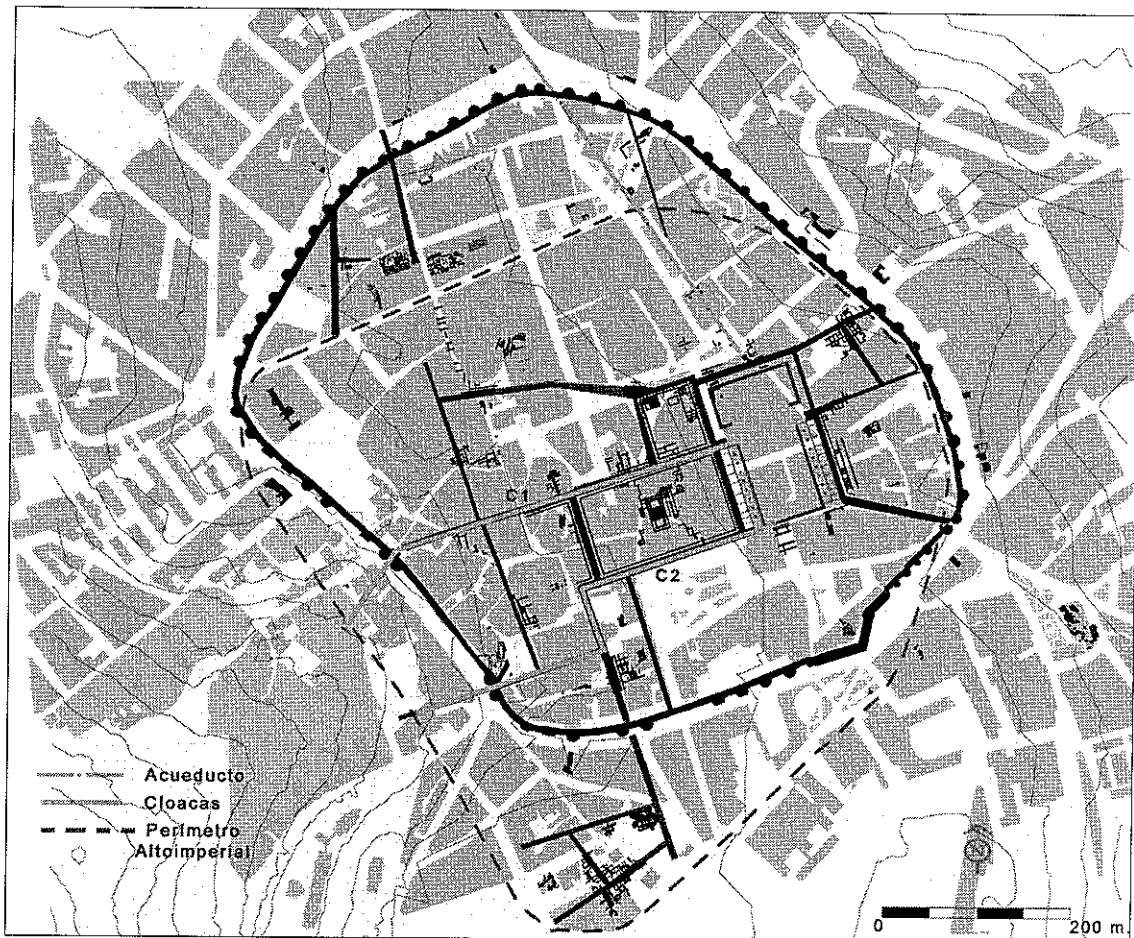 C1
C2
Acueducto
Cloacas
Perímetro
Altoimperial
N
0 200 m.